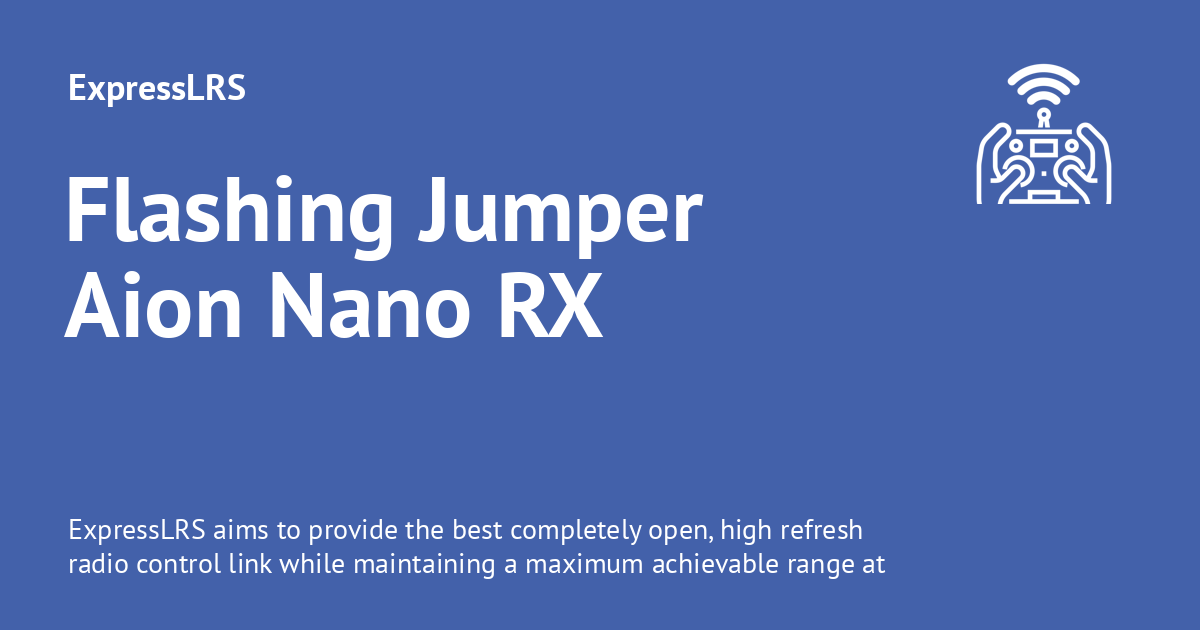 ExpressLRS
Flashing Jumper
Aion Nano RX
ExpressLRS aims to provide the best completely open, high refresh
radio control link while maintaining a maximum achievable range at